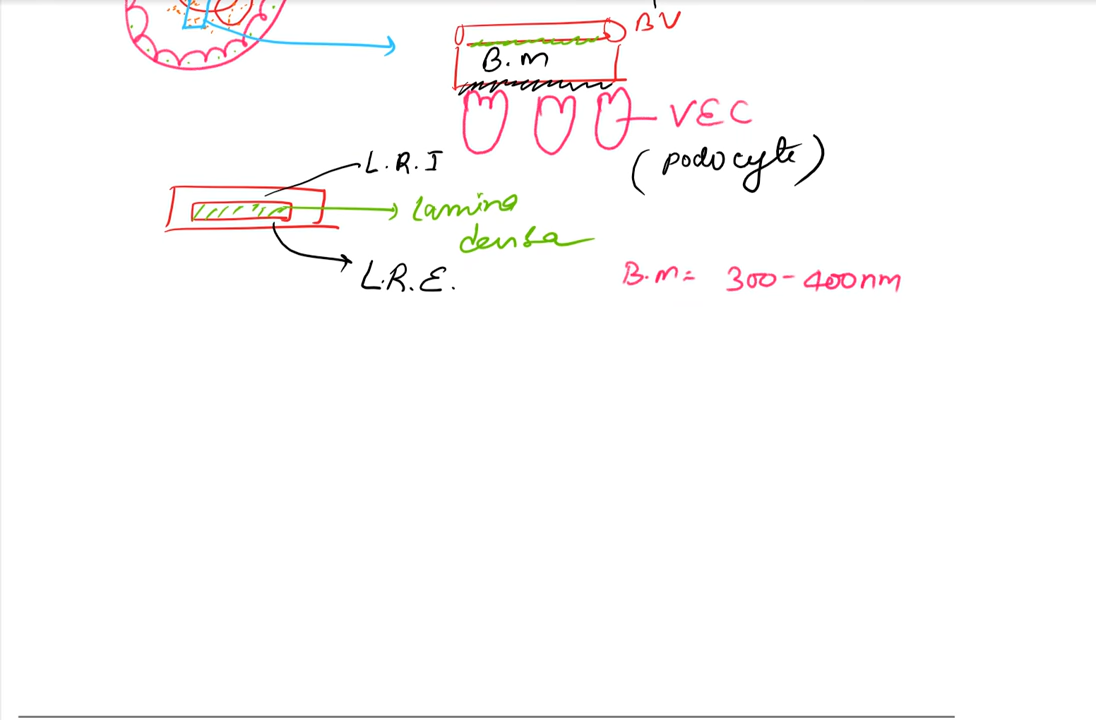 BV
B.m
VEC
(podocyte)
L.R.I
Lamina
densa
L.R.E.
B.m = 300-400nm